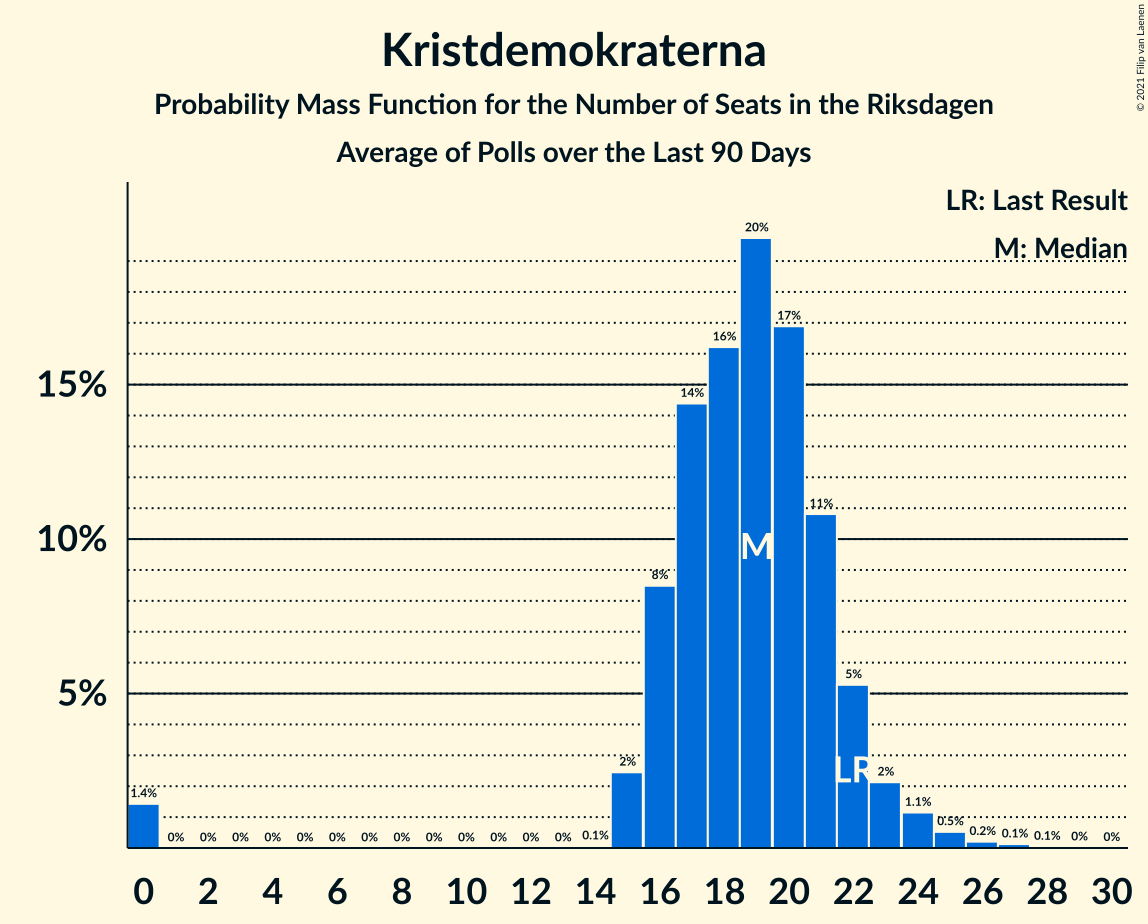 Kristdemokraterna
Probability Mass Function for the Number of Seats in the Riksdagen
Average of Polls over the Last 90 Days
© 2021 Filip van Laenen
LR: Last Result
M: Median
15%
10%
5%
1.4% 0% 0% 0% 0% 0% 0% 0% 0% 0% 0% 0% 0% 0% 0.1% 2% 8% 14% 16% 20% 17% 11% 5% 2% 1.1% 0.5% 0.2% 0.1% 0.1% 0% 0%
M
LR
0 2 4 6 8 10 12 14 16 18 20 22 24 26 28 30